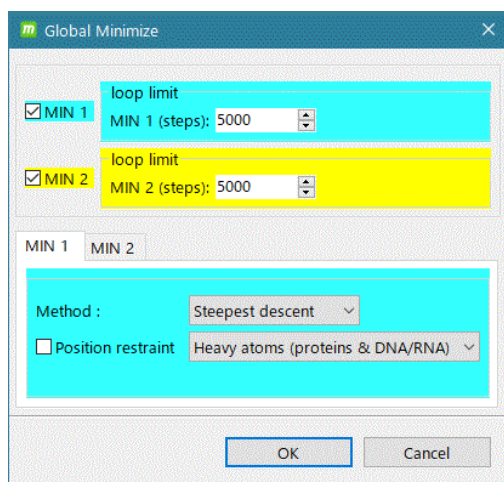 Global Minimize
loop limit
MIN 1
MIN 1 (steps): 5000
loop limit
MIN 2
MIN 2 (steps): 5000
MIN 1 MIN 2
Method : Steepest descent
Position restraint Heavy atoms (proteins & DNA/RNA)
OK Cancel